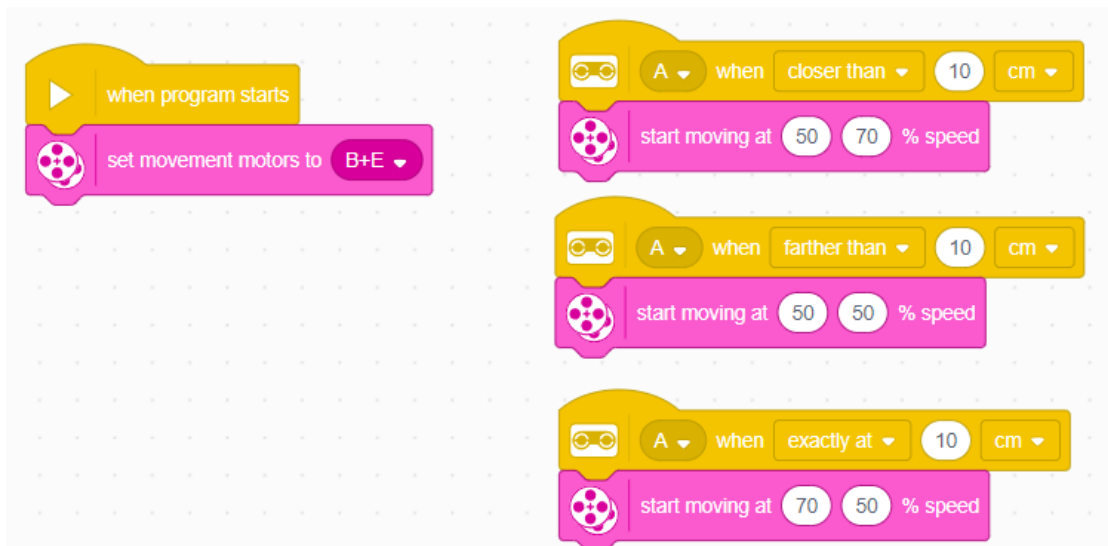 when program starts
set movement motors to B+E
A when closer than 10 cm
start moving at 50 70 % speed
A when farther than 10 cm
start moving at 50 50 % speed
A when exactly at 10 cm
start moving at 70 50 % speed